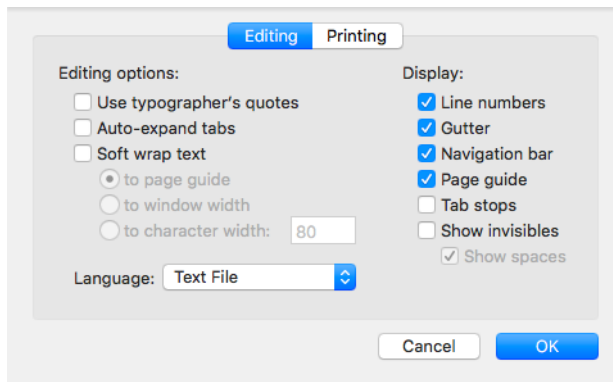 Editing Printing
Editing options:
Use typographer's quotes
Auto-expand tabs
Soft wrap text
to page guide
to window width
to character width: 80
Language: Text File
Display:
Line numbers
Gutter
Navigation bar
Page guide
Tab stops
Show invisibles
Show spaces
Cancel OK